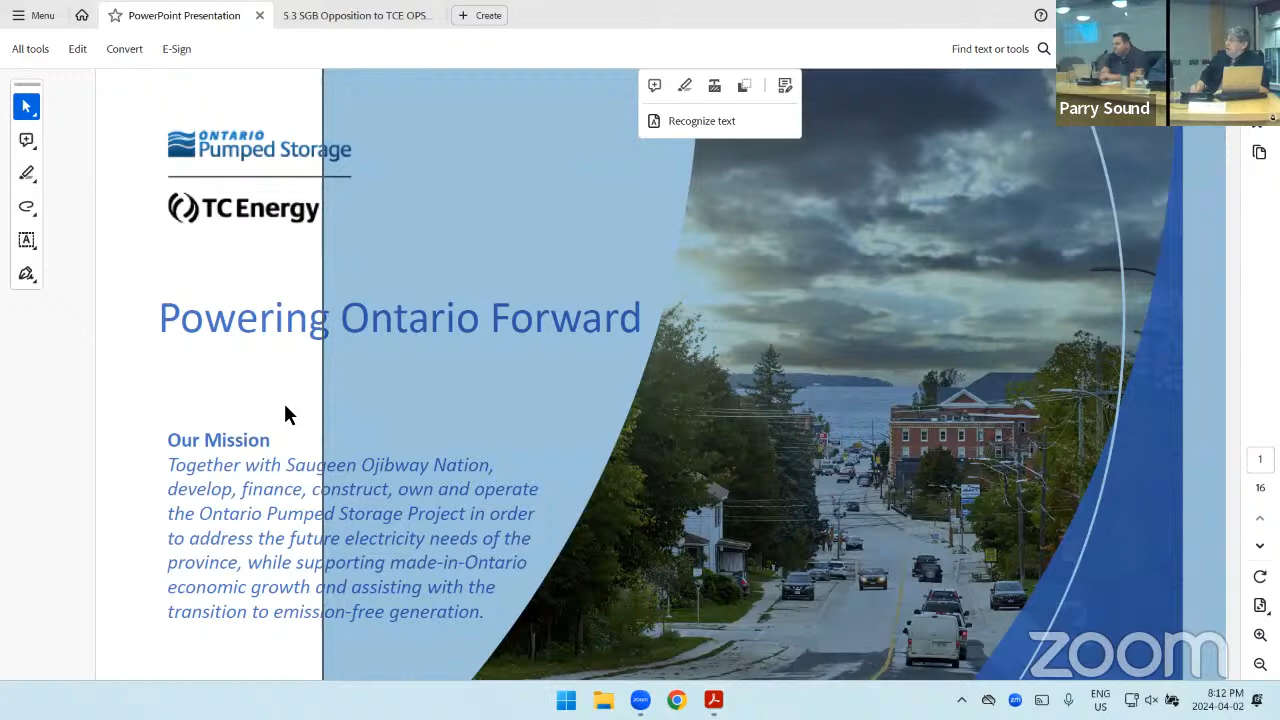 Menu
PowerPoint Presentation
5.3 SGB Opposition to TCE OPS...
Create
All tools
Edit
Convert
E-Sign
Find text or tools
Recognize text
Parry Sound
ONTARIO
Pumped Storage
TC Energy
Powering Ontario Forward
Our Mission
Together with Saugeen Ojibway Nation,
develop, finance, construct, own and operate
the Ontario Pumped Storage Project in order
to address the future electricity needs of the
province, while supporting made-in-Ontario
economic growth and assisting with the
transition to emission-free generation.
1
16
zoom
zoom
zm
ENG
US
8:12 PM
2024-04-02